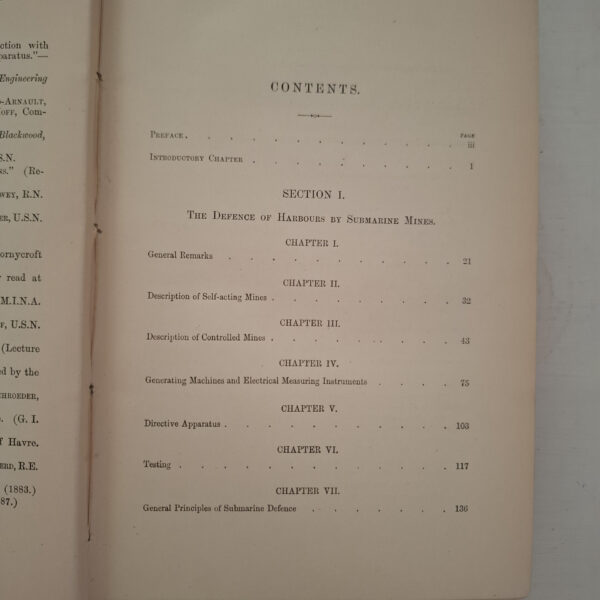 ction with
paratus."—
Engineering
-ARNAULT,
OFF, Com-
Blackwood,
S.N.
ss." (Re-
WEY, R.N.
ER, U.S.N.
ornycroft
read at
M.I.N.A.
F, U.S.N.
(Lecture
d by the
CHROEDER,
. (G. I.
f Havre.
ERD, R.E.
(1883.)
87.)
CONTENTS.
PAGE
PREFACE . . . . . . . . . . iii
INTRODUCTORY CHAPTER . . . . . . . . . 1
SECTION I.
THE DEFENCE OF HARBOURS BY SUBMARINE MINES.
CHAPTER I.
General Remarks . . . . . . . . . 21
CHAPTER II.
Description of Self-acting Mines . . . . . . . . 32
CHAPTER III.
Description of Controlled Mines . . . . . . . . 43
CHAPTER IV.
Generating Machines and Electrical Measuring Instruments . . . . 75
CHAPTER V.
Directive Apparatus . . . . . . . . . 103
CHAPTER VI.
Testing . . . . . . . . . . . 117
CHAPTER VII.
General Principles of Submarine Defence . . . . . . 136